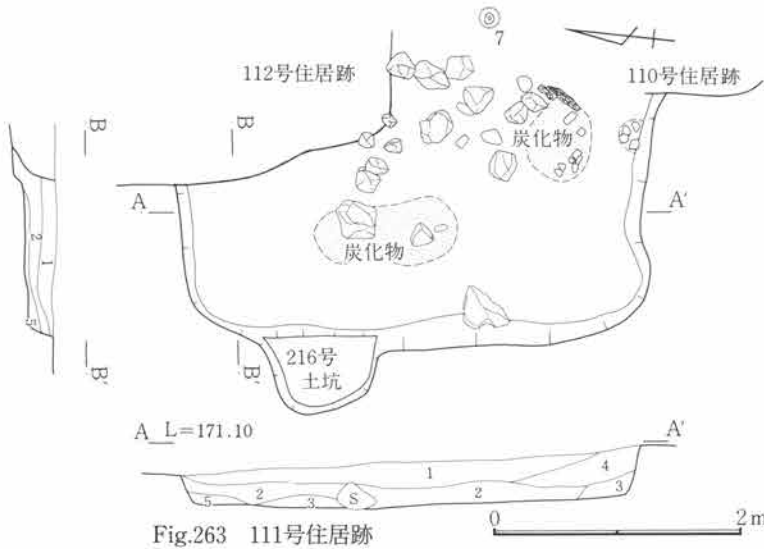 7
112号住居跡
110号住居跡
B
B
炭化物
A
A′
2
1
炭化物
5
216号
土坑
B′
B′
A L=171.10
A′
1
4
5
2
3
S
2
3
0
2m
Fig.263 111号住居跡